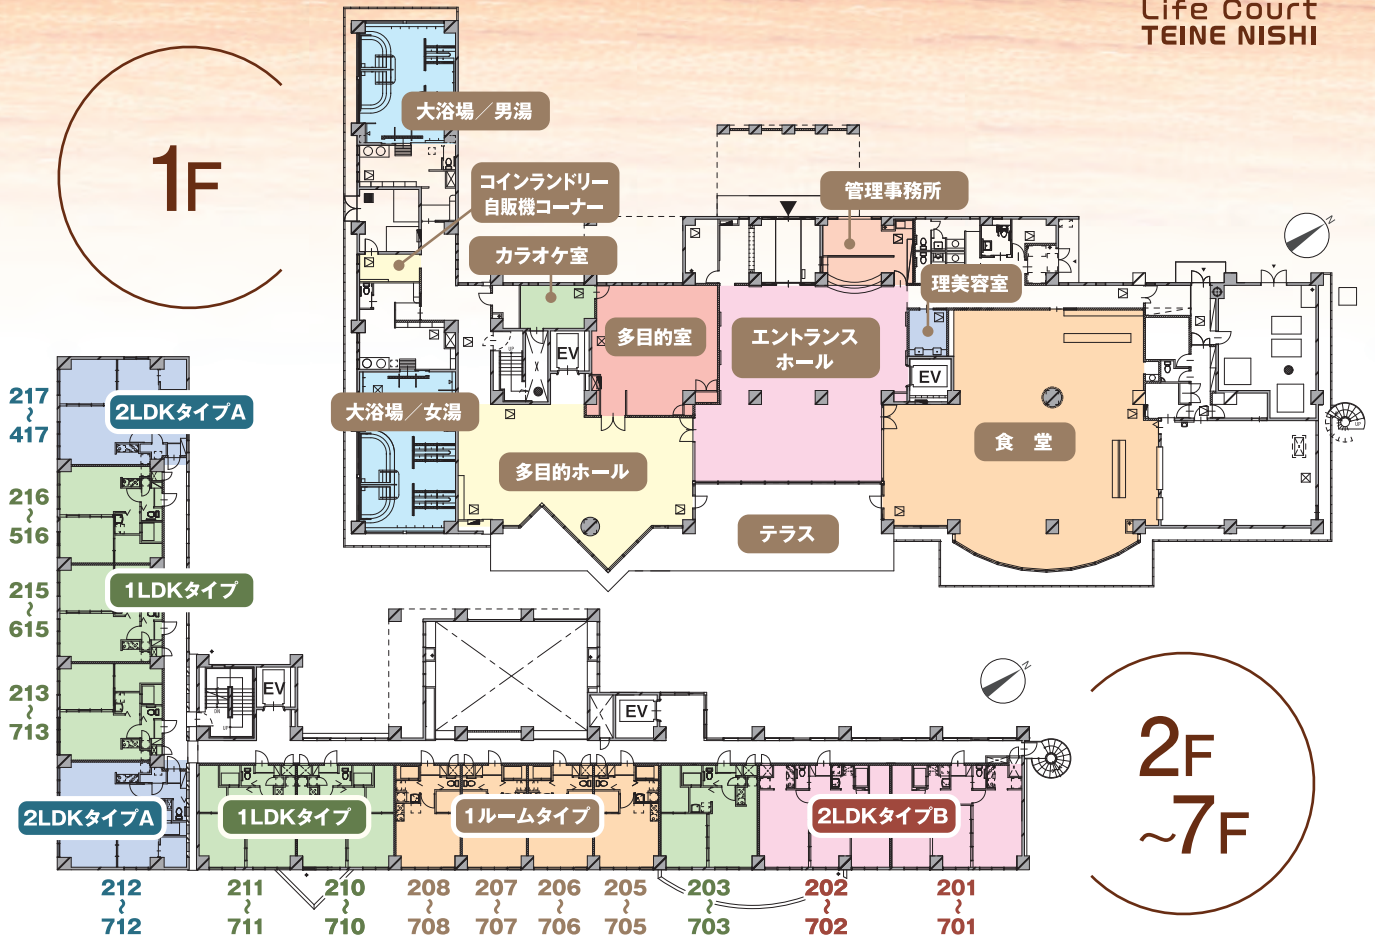 Life Court
TEINE NISHI
1F
大浴場／男湯
コインランドリー
自販機コーナー
カラオケ室
管理事務所
N
理美容室
多目的室
エントランス
ホール
EV
EV
大浴場／女湯
多目的ホール
食 堂
テラス
217
～
417
2LDKタイプA
216
～
516
215
～
615
1LDKタイプ
213
～
713
EV
EV
N
2F
～7F
2LDKタイプA
1LDKタイプ
1ルームタイプ
2LDKタイプB
212 211 210 208 207 206 205 203 202 201
～ ～ ～ ～ ～ ～ ～ ～ ～ ～
712 711 710 708 707 706 705 703 702 701